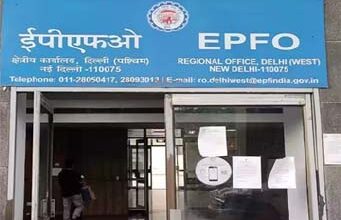 ईपीएफओ
EPFO
क्षेत्रीय कार्यालय, दिल्ली (पश्चिम)
नई दिल्ली -110075
REGIONAL OFFICE, DELHI (WEST)
NEW DELHI-110075
Telephone: 011-28050417, 28093013 E-mail: ro.delhiwest@epfindia.gov.in